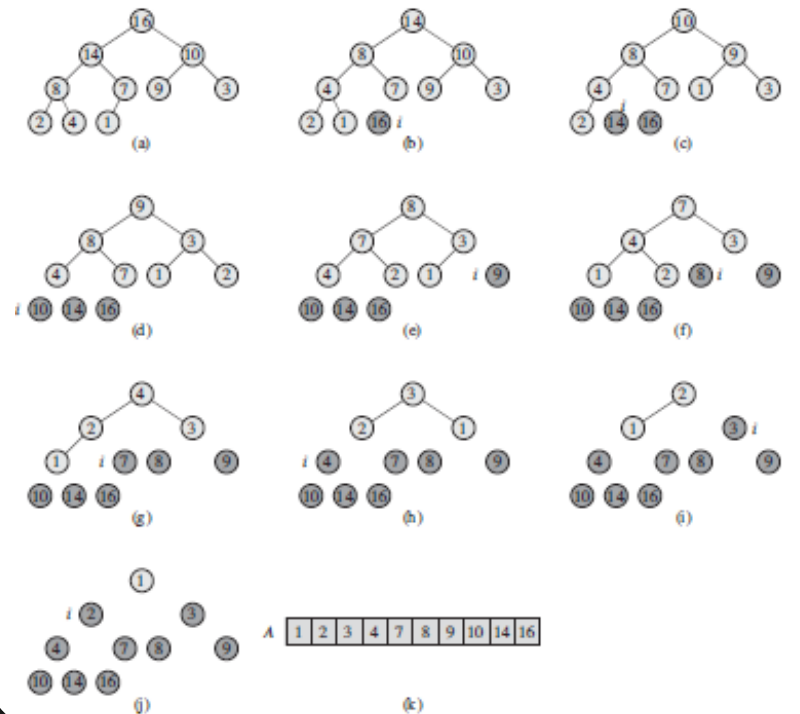 16
14 10
8 7 9 3
2 4 1
(a)
14
8 10
4 7 9 3
2 1 16 i
(b)
10
8 9
4 7 1 3
i
2 14 16
(c)
9
8 3
4 7 1 2
i 10 14 16
(d)
8
7 3
4 2 1 i 9
10 14 16
(e)
7
4 3
1 2 8 i 9
10 14 16
(f)
4
2 3
1 i 7 8 9
10 14 16
(g)
3
2 1
i 4 7 8 9
10 14 16
(h)
2
1 3 i
4 7 8 9
10 14 16
(i)
1
i 2 3
4 7 8 9
10 14 16
(j)
A 1 2 3 4 7 8 9 10 14 16
(k)